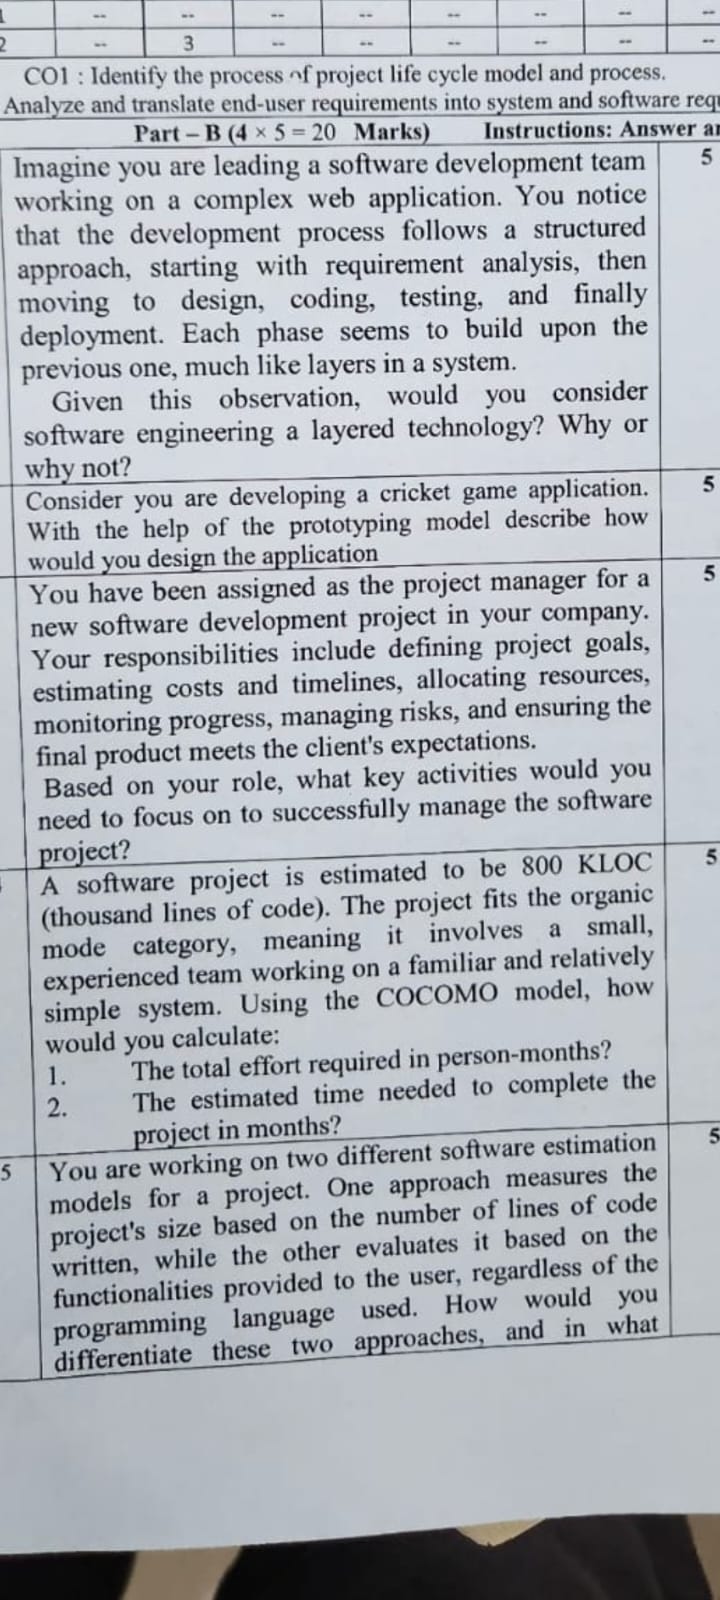 1 -- -- -- -- -- -- -- --
2 -- 3 -- -- -- -- -- --
CO1 : Identify the process of project life cycle model and process.
Analyze and translate end-user requirements into system and software
Part – B (4 × 5 = 20 Marks) Instructions: Answer
Imagine you are leading a software development team 5
working on a complex web application. You notice
that the development process follows a structured
approach, starting with requirement analysis, then
moving to design, coding, testing, and finally
deployment. Each phase seems to build upon the
previous one, much like layers in a system.
Given this observation, would you consider
software engineering a layered technology? Why or
why not?
Consider you are developing a cricket game application. 5
With the help of the prototyping model describe how
would you design the application
You have been assigned as the project manager for a 5
new software development project in your company.
Your responsibilities include defining project goals,
estimating costs and timelines, allocating resources,
monitoring progress, managing risks, and ensuring the
final product meets the client's expectations.
Based on your role, what key activities would you
need to focus on to successfully manage the software
project?
A software project is estimated to be 800 KLOC 5
(thousand lines of code). The project fits the organic
mode category, meaning it involves a small,
experienced team working on a familiar and relatively
simple system. Using the COCOMO model, how
would you calculate:
1. The total effort required in person-months?
2. The estimated time needed to complete the
project in months?
5 You are working on two different software estimation 5
models for a project. One approach measures the
project's size based on the number of lines of code
written, while the other evaluates it based on the
functionalities provided to the user, regardless of the
programming language used. How would you
differentiate these two approaches, and in what